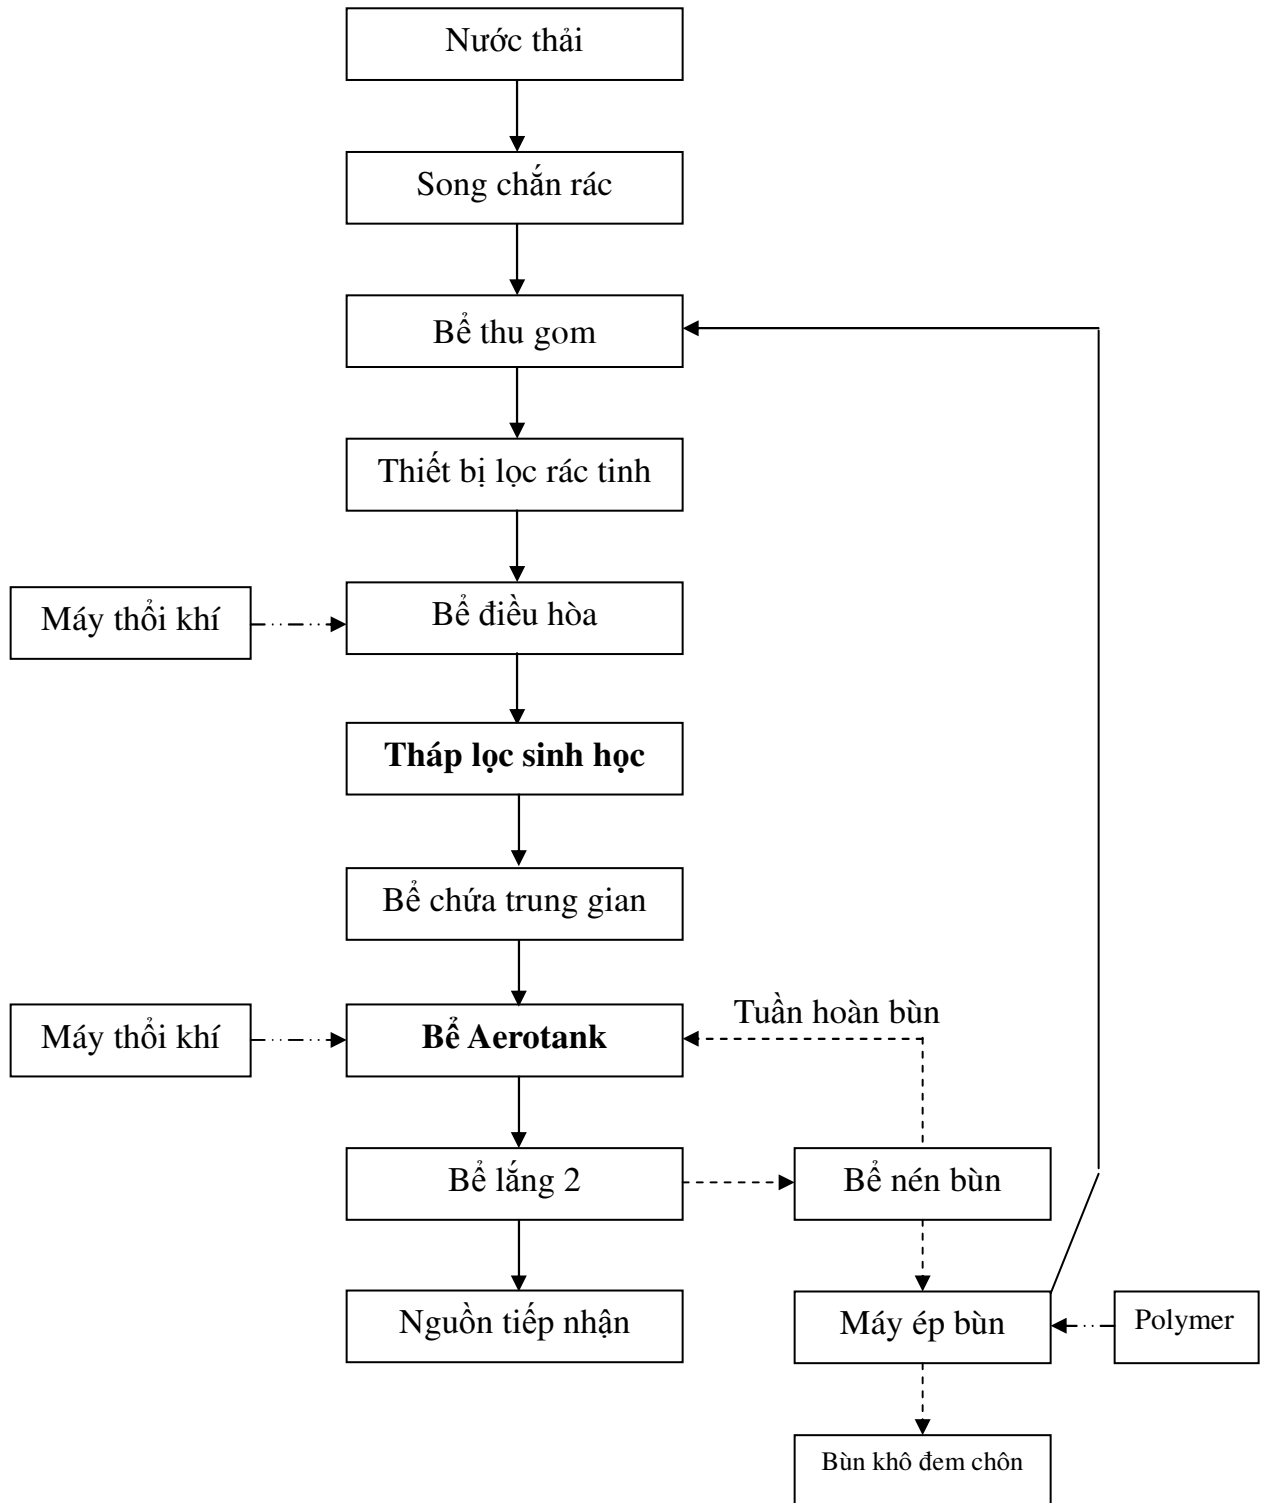 Nước thải
Song chắn rác
Bể thu gom
Thiết bị lọc rác tinh
Máy thổi khí
Bể điều hòa
Tháp lọc sinh học
Bể chứa trung gian
Máy thổi khí
Bể Aerotank
Tuần hoàn bùn
Bể lắng 2
Bể nén bùn
Nguồn tiếp nhận
Máy ép bùn
Polymer
Bùn khô đem chôn